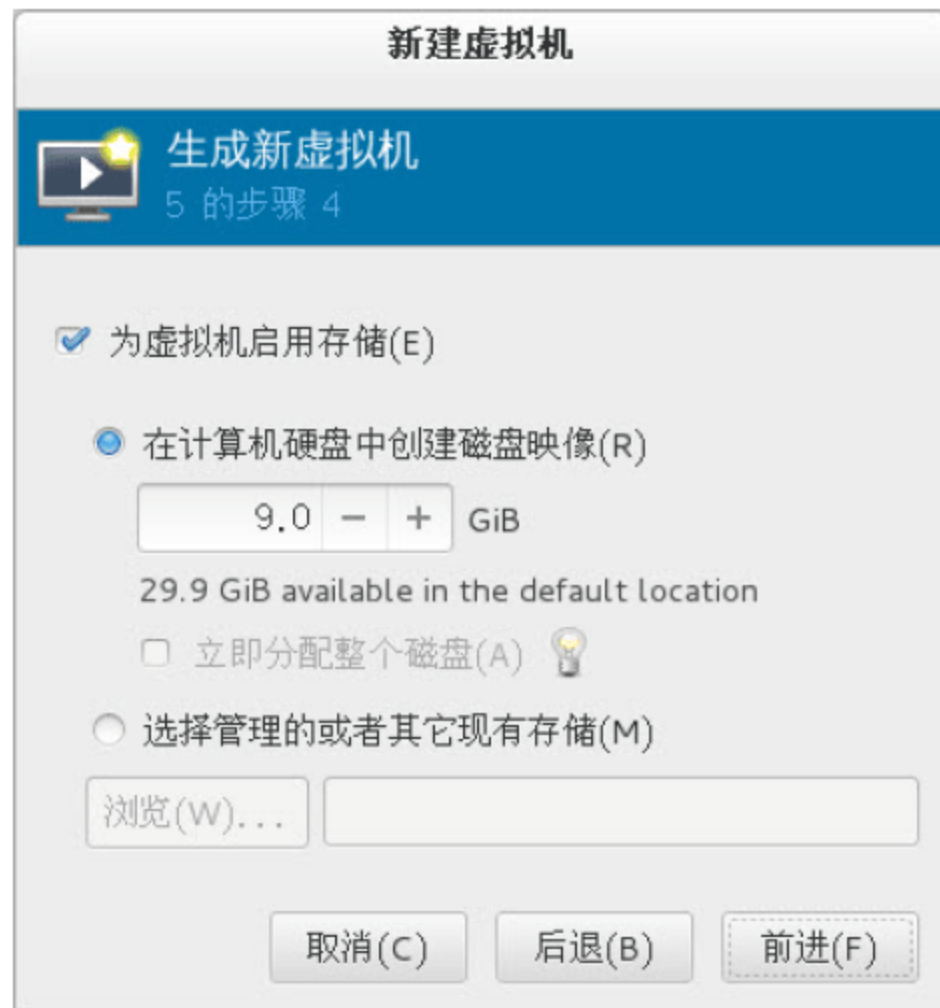 新建虚拟机
生成新虚拟机
5 的步骤 4
为虚拟机启用存储(E)
在计算机硬盘中创建磁盘映像(R)
9.0 − + GiB
29.9 GiB available in the default location
立即分配整个磁盘(A)
选择管理的或者其它现有存储(M)
浏览(W)...
取消(C) 后退(B) 前进(F)